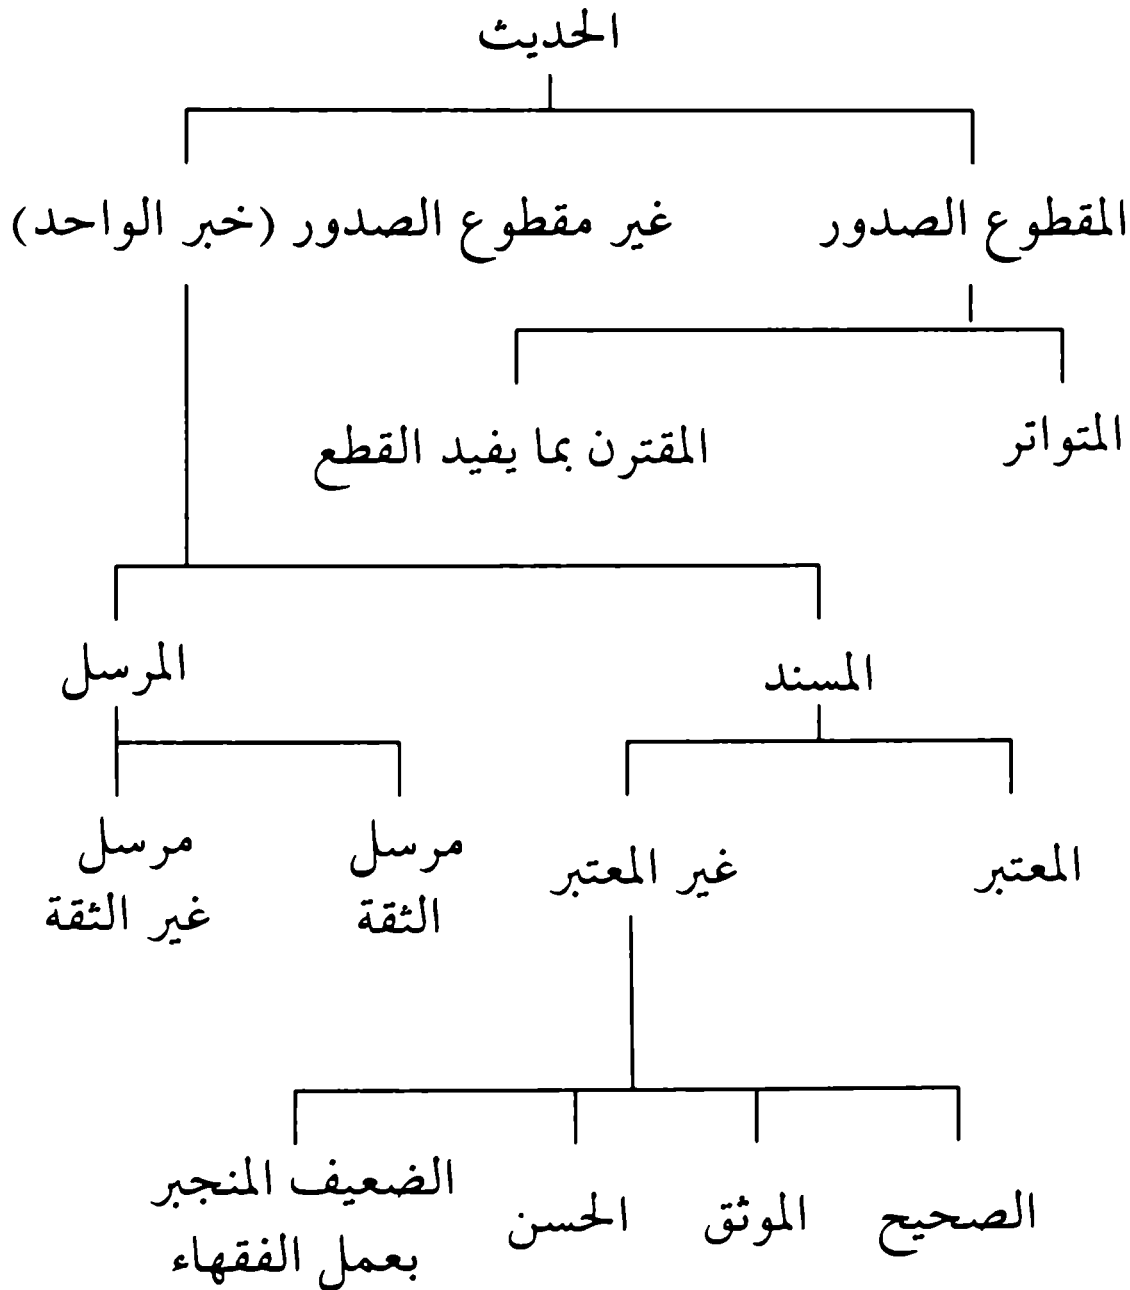 الحديث
المقطوع الصدور
غير مقطوع الصدور (خبر الواحد)
المتواتر
المقترن بما يفيد القطع
المسند
المرسل
المعتبر
غير المعتبر
مرسل
الثقة
مرسل
غير الثقة
الصحيح
الموثق
الحسن
الضعيف المنجبر
بعمل الفقهاء